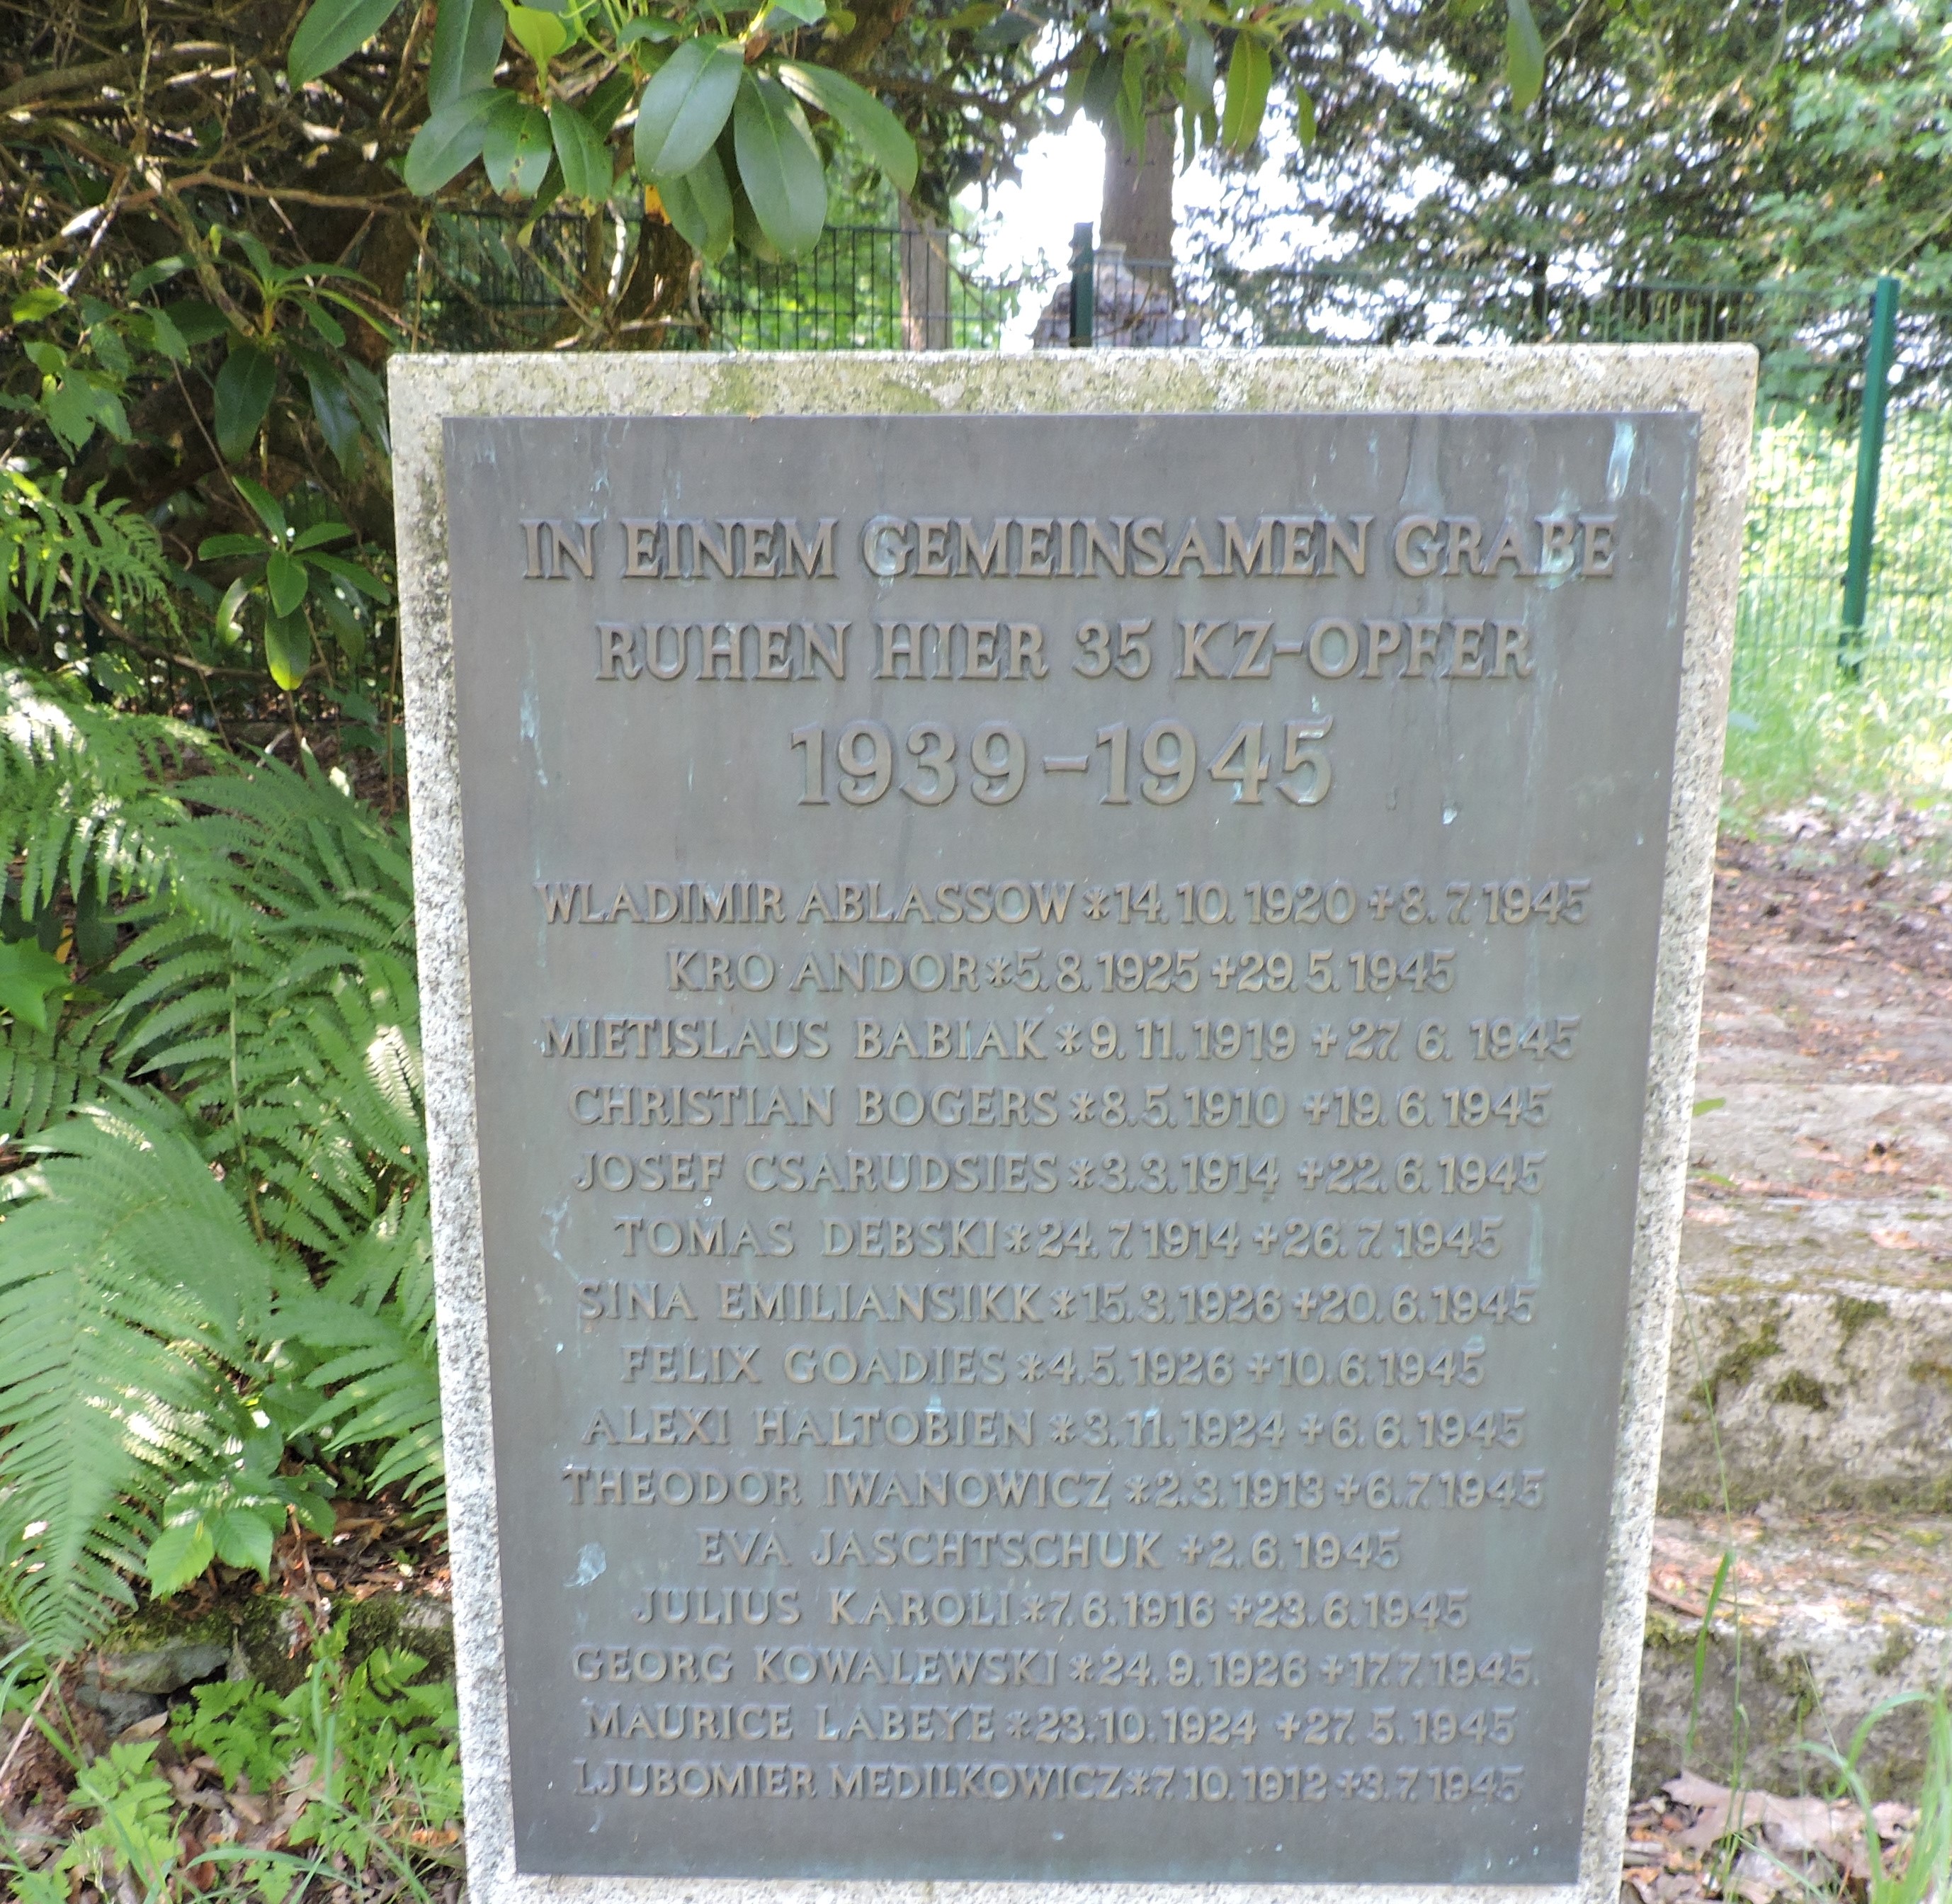 IN EINEM GEMEINSAMEN GRABE
RUHEN HIER 35 KZ-OPFER
1939-1945
WLADIMIR ABLASSOW *14.10.1920 +8.7.1945
KRO ANDOR *5.8.1925 +29.5.1945
MIETISLAUS BABIAK *9.11.1919 +27.6.1945
CHRISTIAN BOGERS *8.5.1910 +19.6.1945
JOSEF CSARUDSIES *3.3.1914 +22.6.1945
TOMAS DEBSKI *24.7.1914 +26.7.1945
SINA EMILIANSIKK *15.3.1926 +20.6.1945
FELIX GOADIES *4.5.1926 +10.6.1945
ALEXI HALTOBIEN *3.11.1924 +6.6.1945
THEODOR IWANOWICZ *2.3.1913 +6.7.1945
EVA JASCHTSCHUK +2.6.1945
JULIUS KAROLI *7.6.1916 +23.6.1945
GEORG KOWALEWSKI *24.9.1926 +17.7.1945.
MAURICE LABEYE *23.10.1924 +27.5.1945
LJUBOMIER MEDILKOWICZ *7.10.1912 +3.7.1945